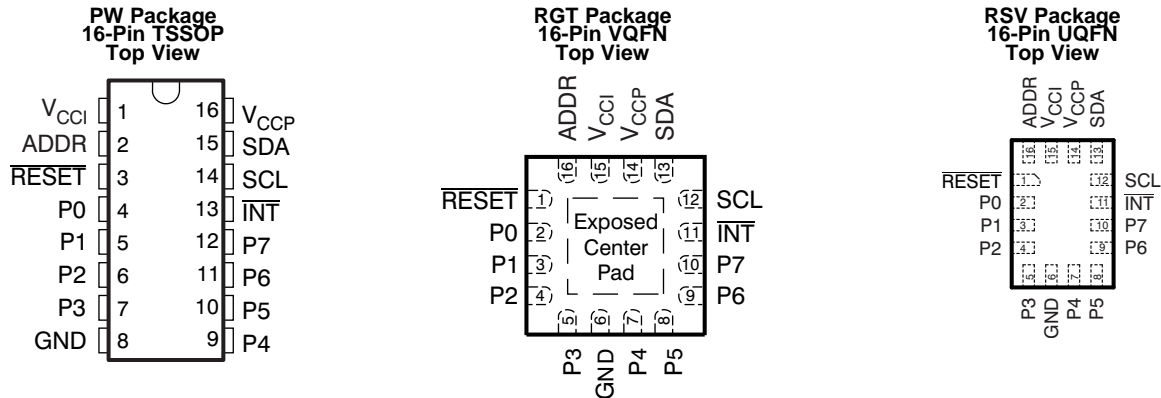 PW Package
16-Pin TSSOP
Top View
VCCI 1 16 VCCP
ADDR 2 15 SDA
RESET 3 14 SCL
P0 4 13 INT
P1 5 12 P7
P2 6 11 P6
P3 7 10 P5
GND 8 9 P4
RGT Package
16-Pin VQFN
Top View
ADDR VCCI VCCP SDA
16 15 14 13
RESET 1 12 SCL
P0 2 11 INT
P1 3 10 P7
P2 4 9 P6
Exposed
Center
Pad
5 6 7 8
P3 GND P4 P5
RSV Package
16-Pin UQFN
Top View
ADDR VCCI VCCP SDA
16 15 14 13
RESET 1 12 SCL
P0 2 11 INT
P1 3 10 P7
P2 4 9 P6
5 6 7 8
P3 GND P4 P5